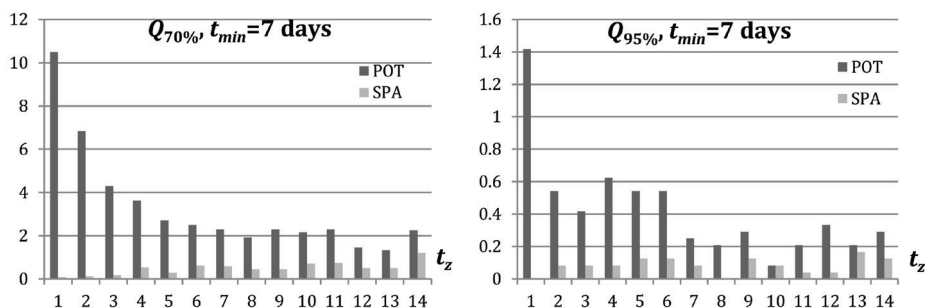 Q70%, tmin=7 days
12
10
8
6
4
2
0
POT
SPA
1 2 3 4 5 6 7 8 9 10 11 12 13 14
tz
Q95%, tmin=7 days
1.6
1.4
1.2
1
0.8
0.6
0.4
0.2
0
POT
SPA
1 2 3 4 5 6 7 8 9 10 11 12 13 14
tz